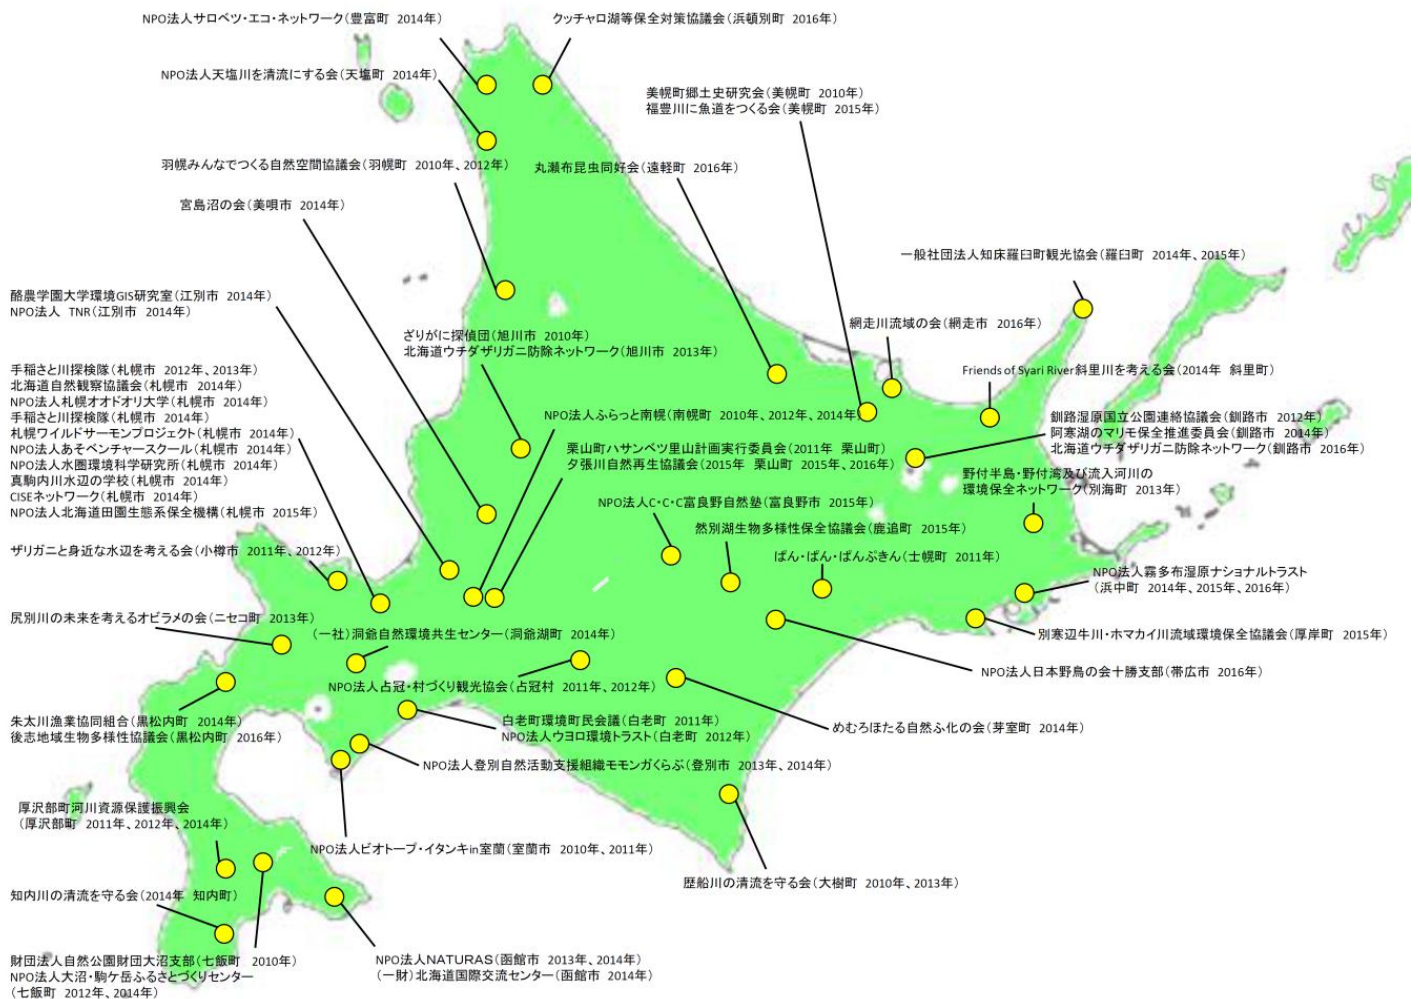 NPO法人サロベツ・エコ・ネットワーク(豊富町 2014年)
クッチャロ湖等保全対策協議会(浜頓別町 2016年)
NPO法人天塩川を清流にする会(天塩町 2014年)
美幌町郷土史研究会(美幌町 2010年)
福豊川に魚道をつくる会(美幌町 2015年)
羽幌みんなでつくる自然空間協議会(羽幌町 2010年、2012年)
丸瀬布昆虫同好会(遠軽町 2016年)
宮島沼の会(美唄市 2014年)
一般社団法人知床羅臼町観光協会(羅臼町 2014年、2015年)
酪農学園大学環境GIS研究室(江別市 2014年)
NPO法人 TNR(江別市 2014年)
網走川流域の会(網走市 2016年)
ざりがに探偵団(旭川市 2010年)
北海道ウチダザリガニ防除ネットワーク(旭川市 2013年)
Friends of Syari River斜里川を考える会(2014年 斜里町)
手稲さと川探検隊(札幌市 2012年、2013年)
北海道自然観察協議会(札幌市 2014年)
NPO法人札幌オオドオリ大学(札幌市 2014年)
手稲さと川探検隊(札幌市 2014年)
札幌ワイルドサーモンプロジェクト(札幌市 2014年)
NPO法人あそベンチャースクール(札幌市 2014年)
NPO法人水圏環境科学研究所(札幌市 2014年)
真駒内川水辺の学校(札幌市 2014年)
CISEネットワーク(札幌市 2014年)
NPO法人北海道田園生態系保全機構(札幌市 2015年)
NPO法人ふらっと南幌(南幌町 2010年、2012年、2014年)
釧路湿原国立公園連絡協議会(釧路市 2012年)
阿寒湖のマリモ保全推進委員会(釧路市 2014年)
北海道ウチダザリガニ防除ネットワーク(釧路市 2016年)
栗山町ハサンベツ里山計画実行委員会(2011年 栗山町)
夕張川自然再生協議会(2015年 栗山町 2015年、2016年)
野付半島・野付湾及び流入河川の
環境保全ネットワーク(別海町 2013年)
NPO法人C・C・C富良野自然塾(富良野市 2015年)
然別湖生物多様性保全協議会(鹿追町 2015年)
ザリガニと身近な水辺を考える会(小樽市 2011年、2012年)
ぱん・ぱん・ぱんぷきん(士幌町 2011年)
NPO法人霧多布湿原ナショナルトラスト
(浜中町 2014年、2015年、2016年)
尻別川の未来を考えるオビラメの会(ニセコ町 2013年)
(一社)洞爺自然環境共生センター(洞爺湖町 2014年)
別寒辺牛川・ホマカイ川流域環境保全協議会(厚岸町 2015年)
NPO法人日本野鳥の会十勝支部(帯広市 2016年)
NPO法人占冠・村づくり観光協会(占冠村 2011年、2012年)
朱太川漁業協同組合(黒松内町 2014年)
後志地域生物多様性協議会(黒松内町 2016年)
白老町環境町民会議(白老町 2011年)
NPO法人ウヨロ環境トラスト(白老町 2012年)
めむろほたる自然ふ化の会(芽室町 2014年)
NPO法人登別自然活動支援組織モモンガくらぶ(登別市 2013年、2014年)
厚沢部町河川資源保護振興会
(厚沢部町 2011年、2012年、2014年)
NPO法人ビオトープ・イタンキin室蘭(室蘭市 2010年、2011年)
歴船川の清流を守る会(大樹町 2010年、2013年)
知内川の清流を守る会(2014年 知内町)
財団法人自然公園財団大沼支部(七飯町 2010年)
NPO法人大沼・駒ケ岳ふるさとづくりセンター
(七飯町 2012年、2014年)
NPO法人NATURAS(函館市 2013年、2014年)
(一財)北海道国際交流センター(函館市 2014年)